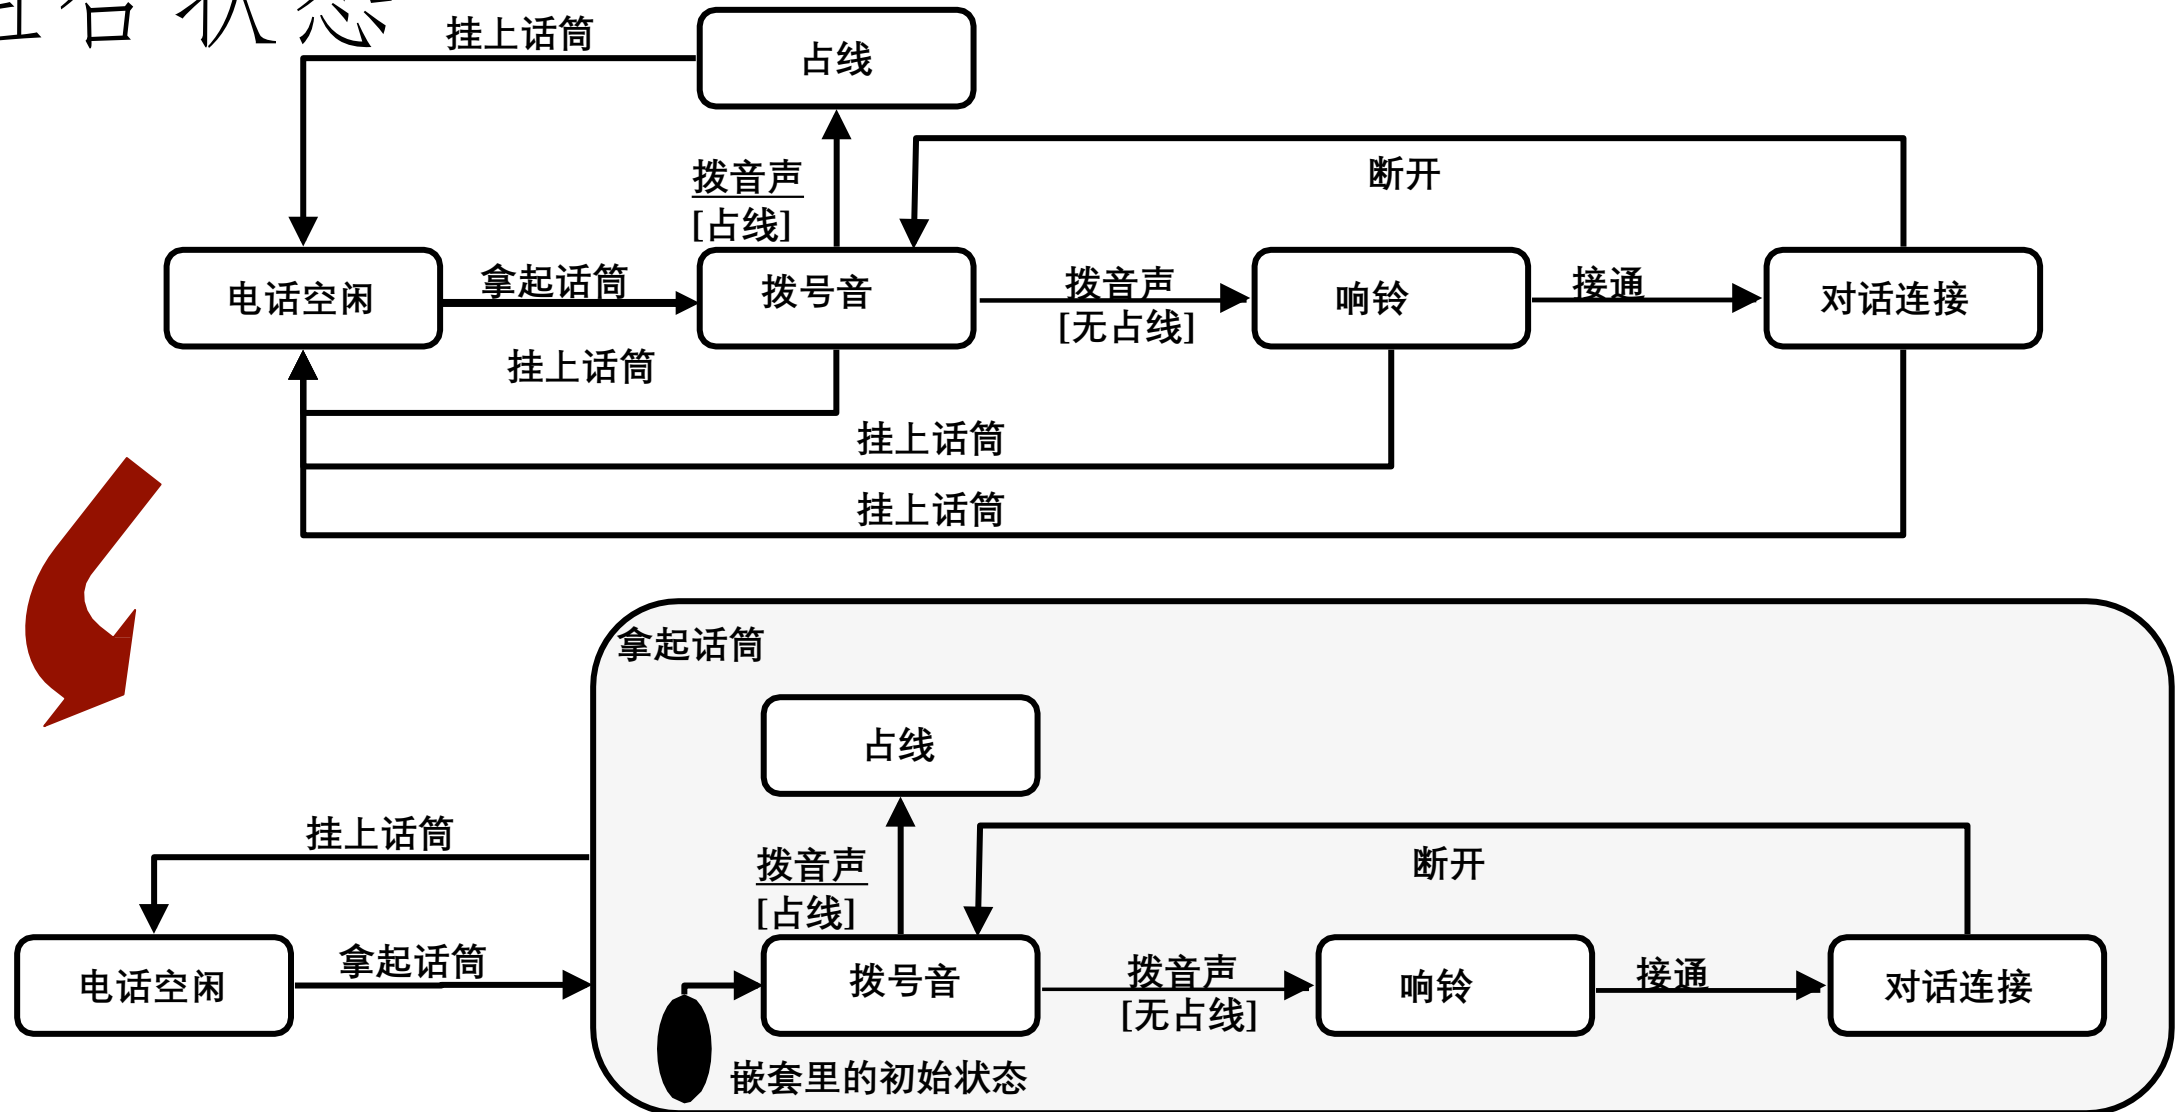 状态
挂上话筒
占线
拨音声
[占线]
断开
电话空闲
拿起话筒
拨号音
拨音声
[无占线]
响铃
接通
对话连接
挂上话筒
挂上话筒
挂上话筒
拿起话筒
占线
挂上话筒
拨音声
[占线]
断开
电话空闲
拿起话筒
拨号音
拨音声
[无占线]
响铃
接通
对话连接
嵌套里的初始状态